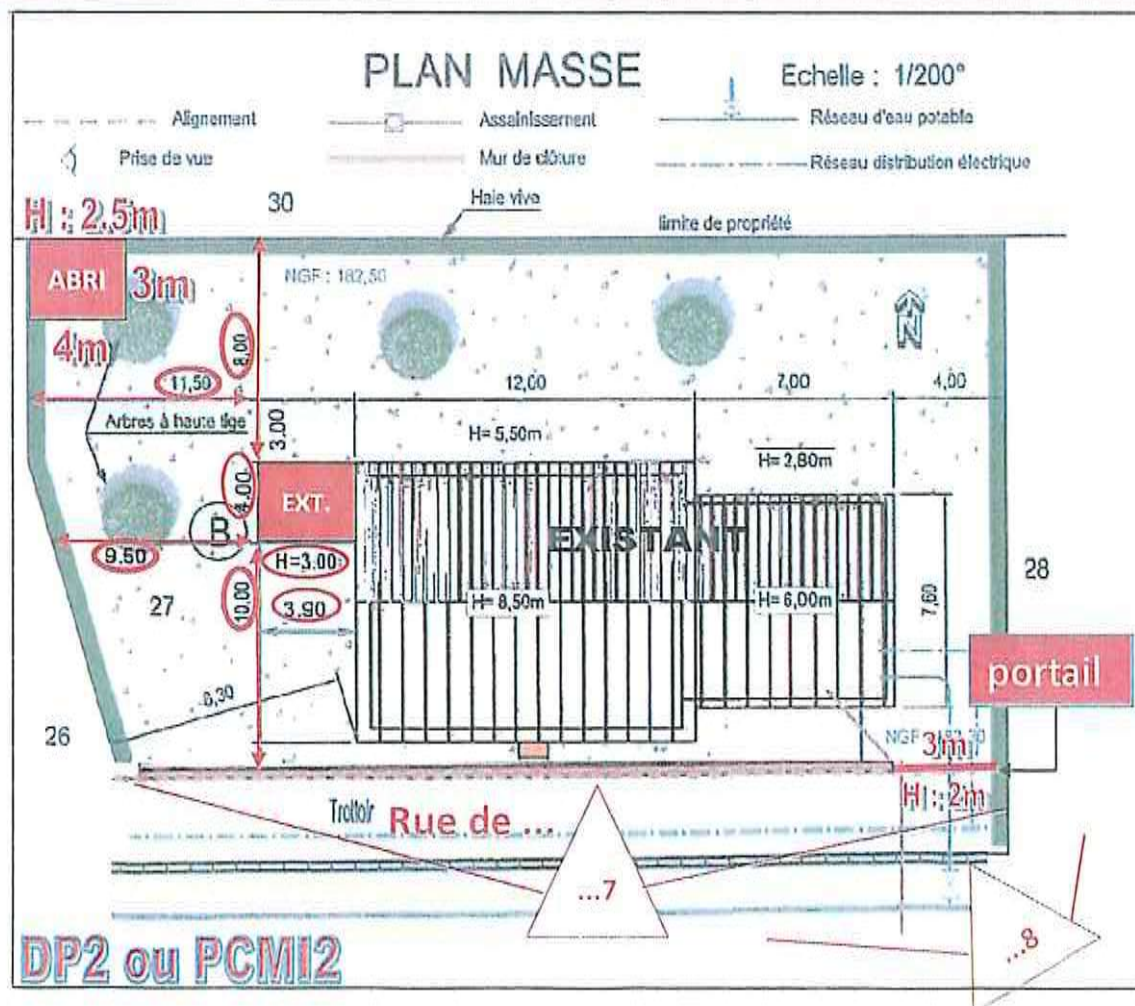 PLAN MASSE
Echelle : 1/200°
Alignement
Assainissement
Réseau d'eau potable
Prise de vue
Mur de clôture
Réseau distribution électrique
H : 2.5m
30
Haie vive
limite de propriété
ABRI
3m
NGF : 182,50
N
4m
8,00
11,50
12,00
7,00
4,00
Arbres à haute tige
3.00
H= 5,50m
H= 2,80m
4.00
EXT.
B
EXISTANT
9.50
H=3.00
28
27
10,00
3.90
H= 8,50m
H= 6,00m
7,60
portail
6,30
26
NGF
3m
Trottoir
Rue de ...
H : 2m
...7
...8
DP2 ou PCMI2